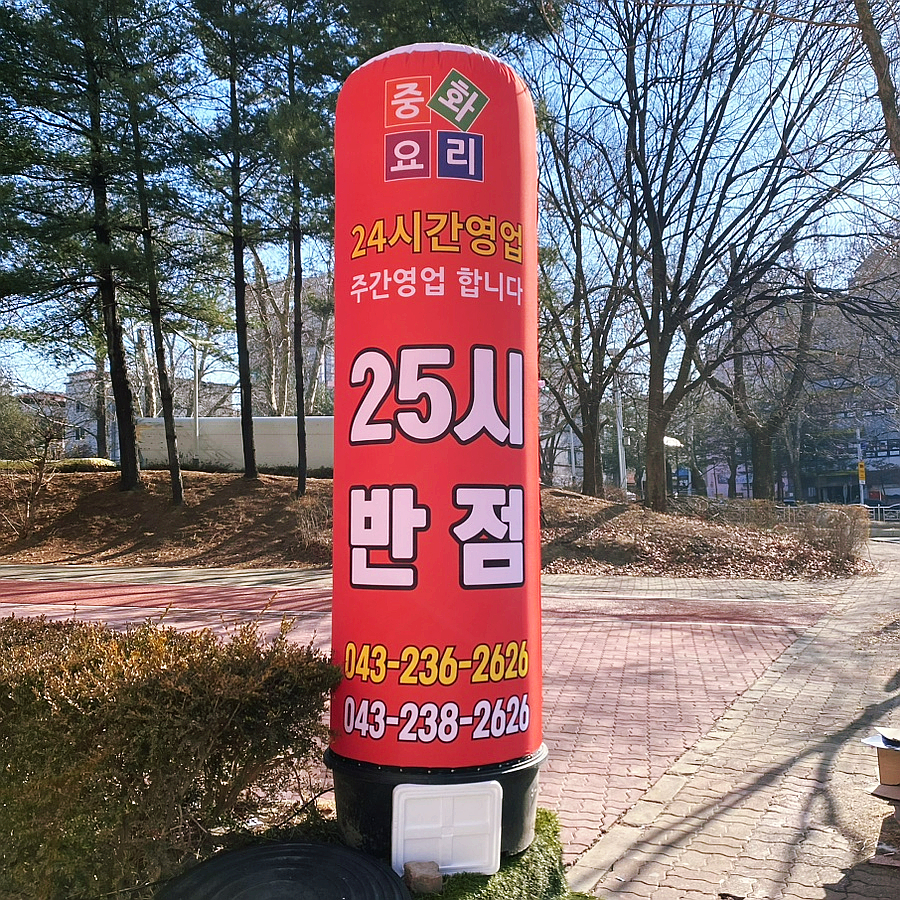 중화
요리
24시간영업
주간영업 합니다
25시
반점
043-236-2626
043-238-2626